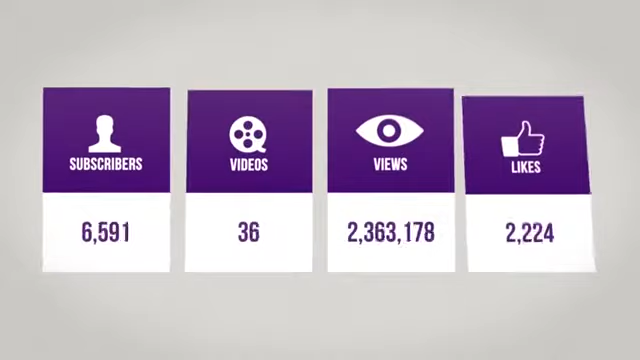 SUBSCRIBERS
6,591
VIDEOS
36
VIEWS
2,363,178
LIKES
2,224